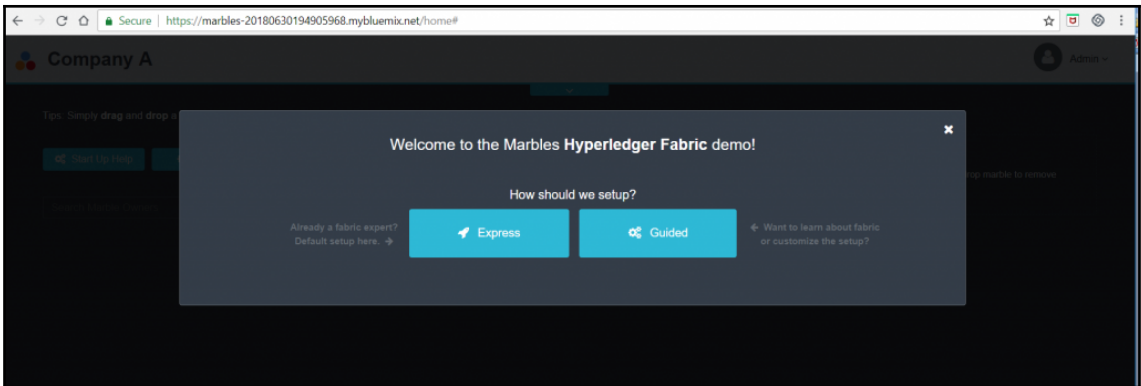 Secure | https://marbles-20180630194905968.mybluemix.net/home#
Company A
Admin
Tips: Simply drag and drop a
Welcome to the Marbles Hyperledger Fabric demo!
Start Up Help
rop marble to remove
How should we setup?
Already a fabric expert?
Default setup here. →
Express
Guided
← Want to learn about fabric
or customize the setup?